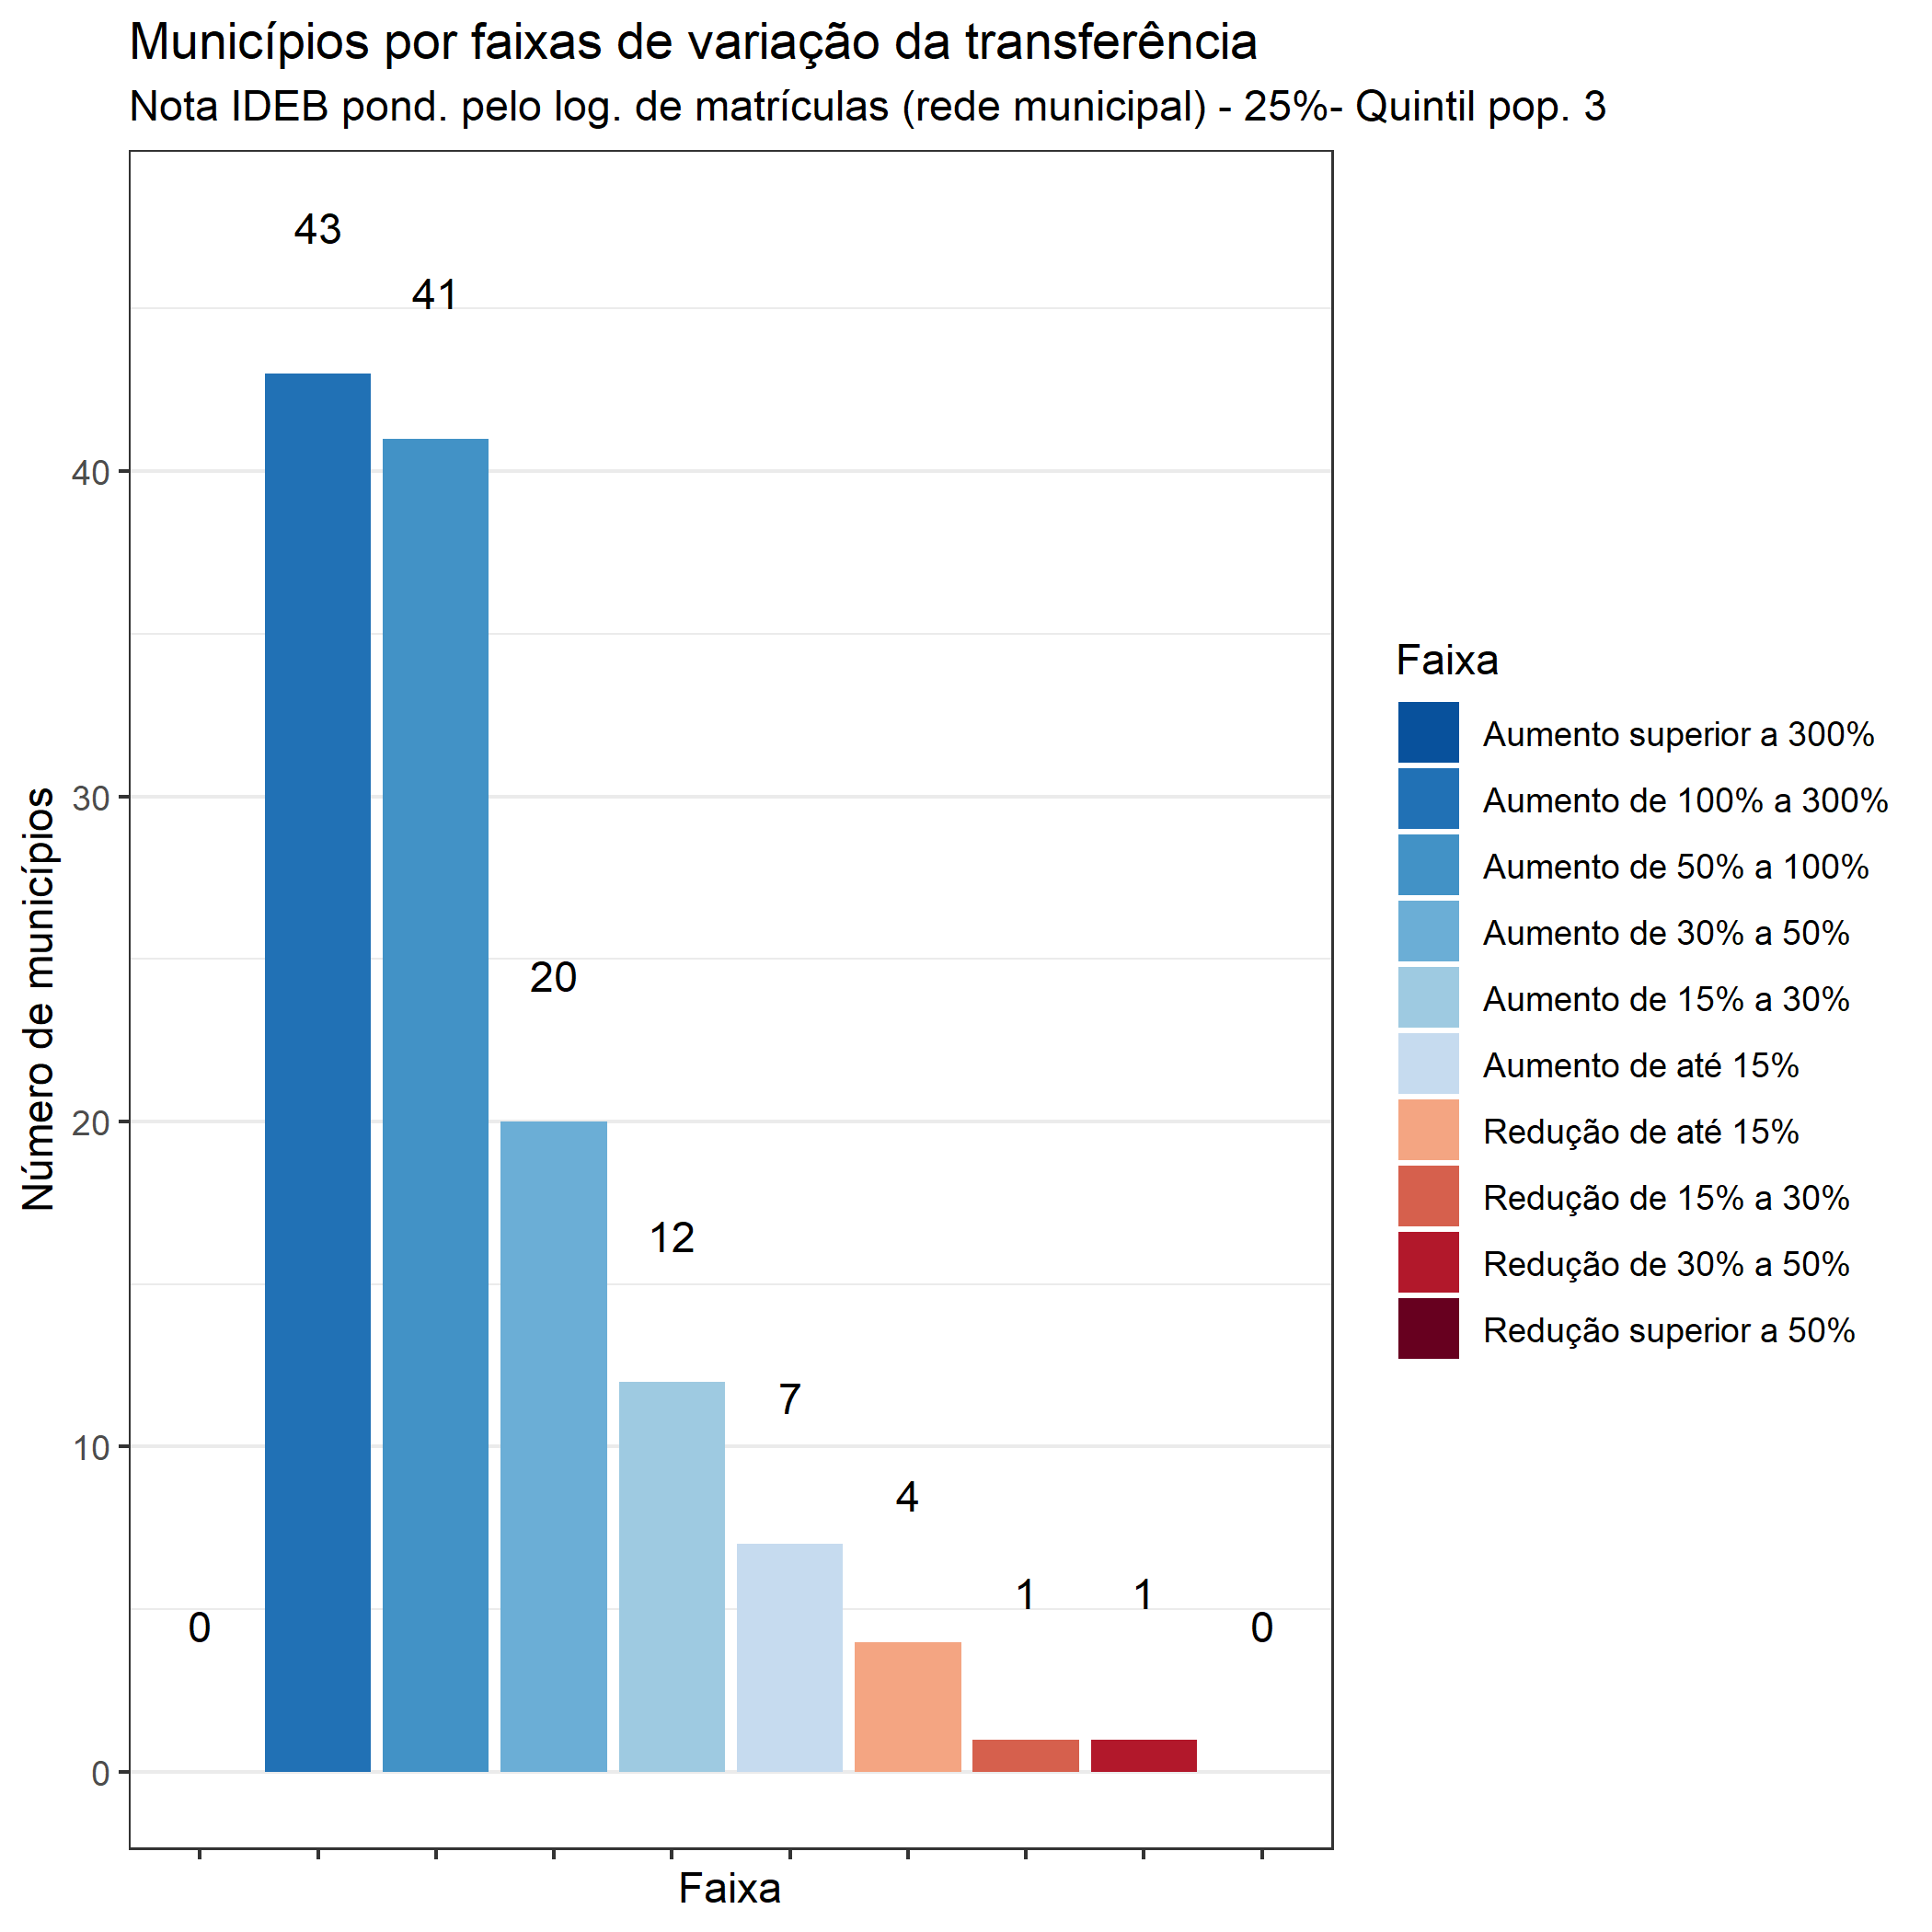 Municípios por faixas de variação da transferência
Nota IDEB pond. pelo log. de matrículas (rede municipal) - 25%- Quintil pop. 3
Número de municípios
40
30
20
10
0
0
43
41
20
12
7
4
1
1
0
Faixa
Faixa
Aumento superior a 300%
Aumento de 100% a 300%
Aumento de 50% a 100%
Aumento de 30% a 50%
Aumento de 15% a 30%
Aumento de até 15%
Redução de até 15%
Redução de 15% a 30%
Redução de 30% a 50%
Redução superior a 50%